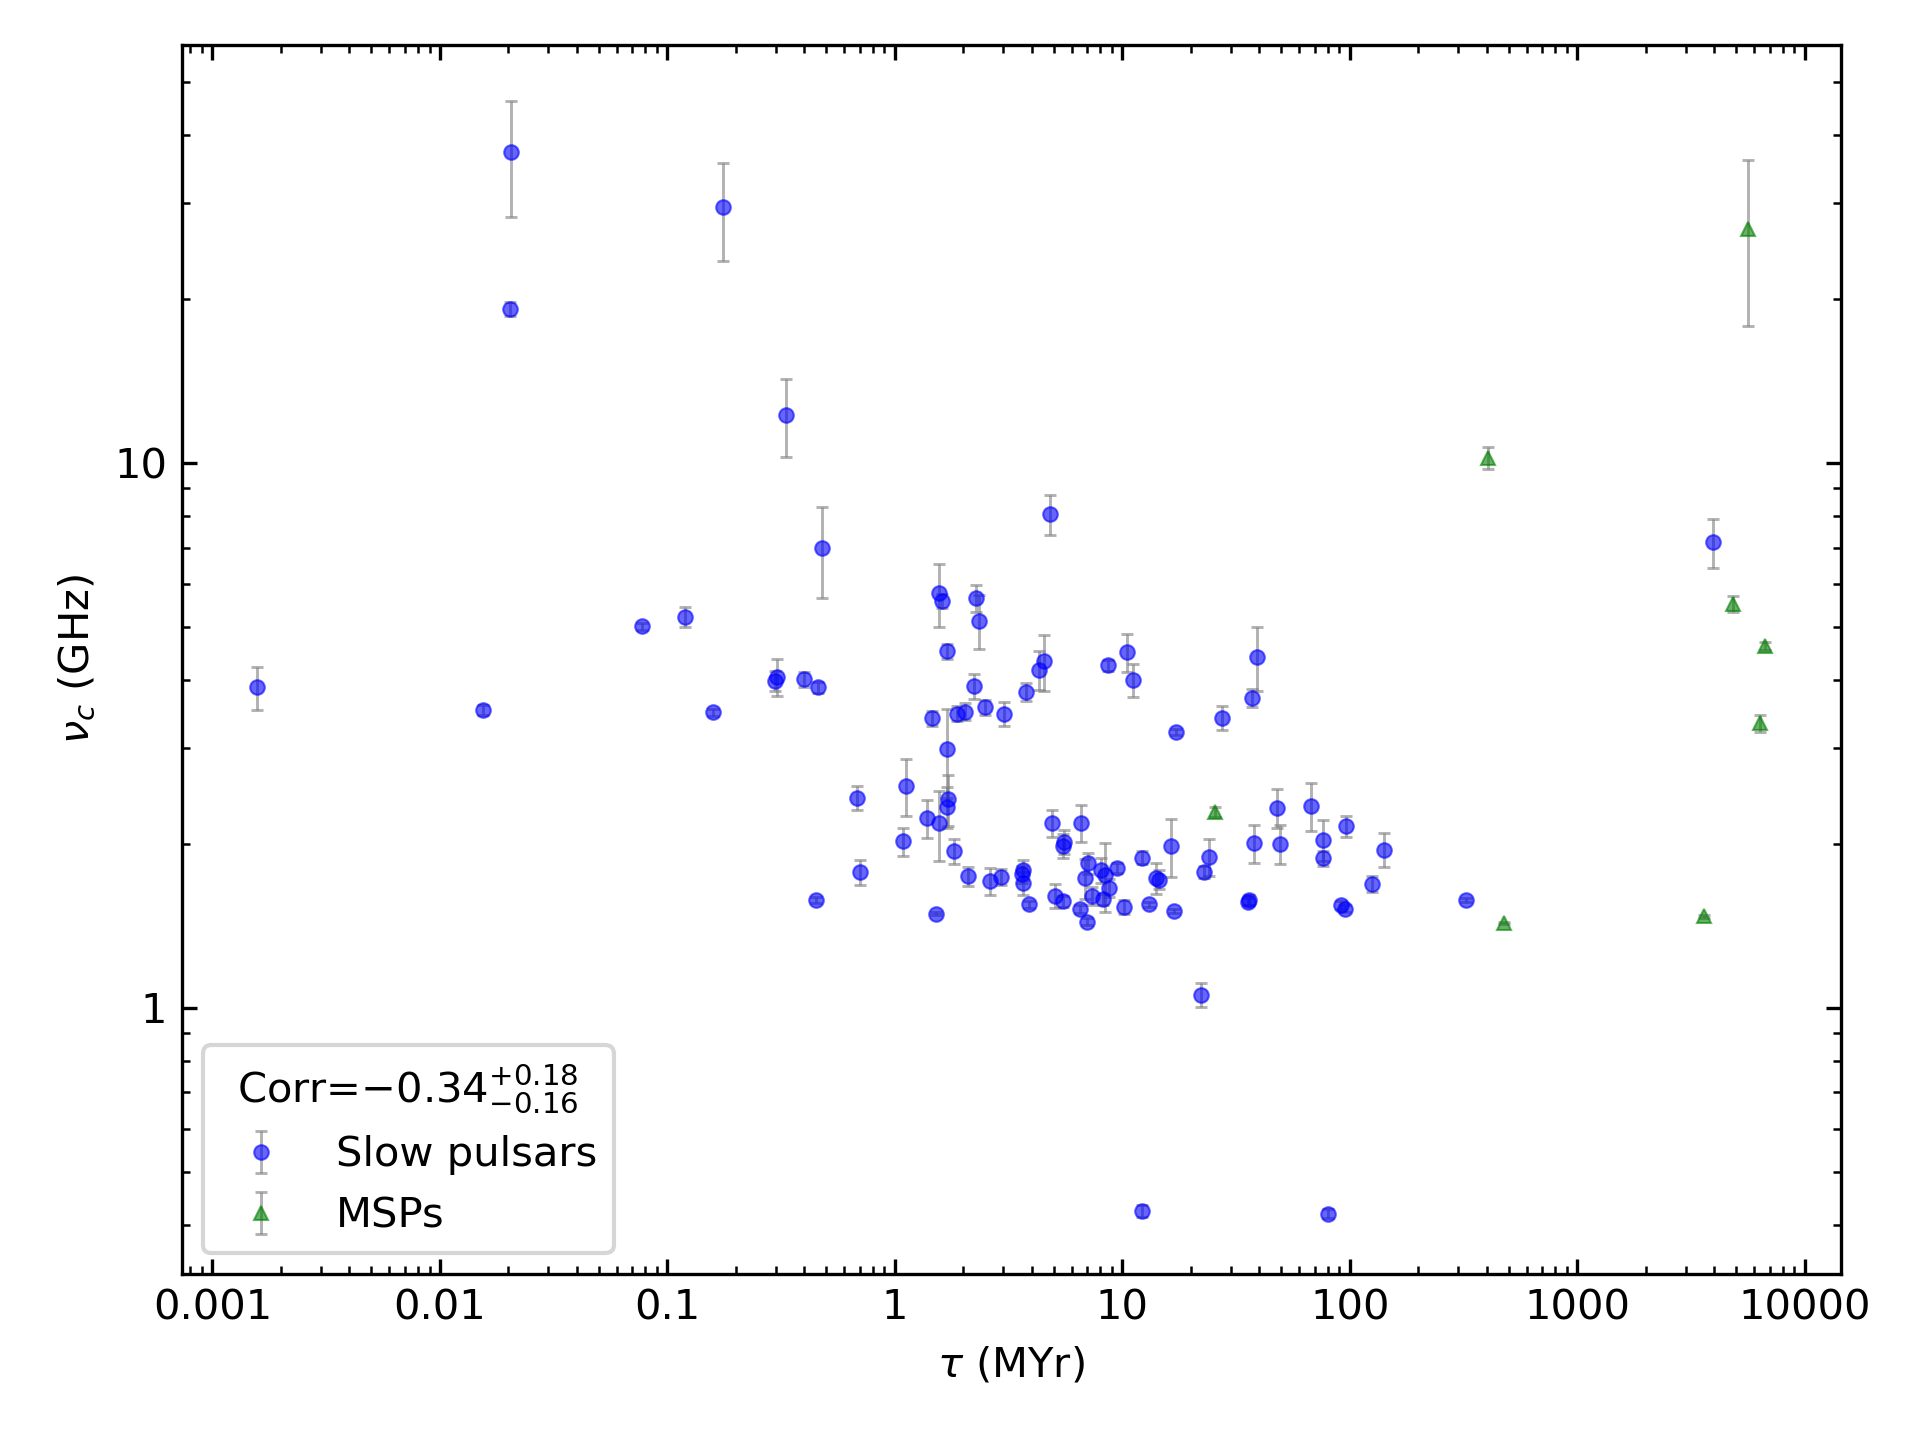 10
1
ν_c (GHz)
Corr=−0.34^{+0.18}_{−0.16}
Slow pulsars
MSPs
0.001 0.01 0.1 1 10 100 1000 10000
τ (MYr)